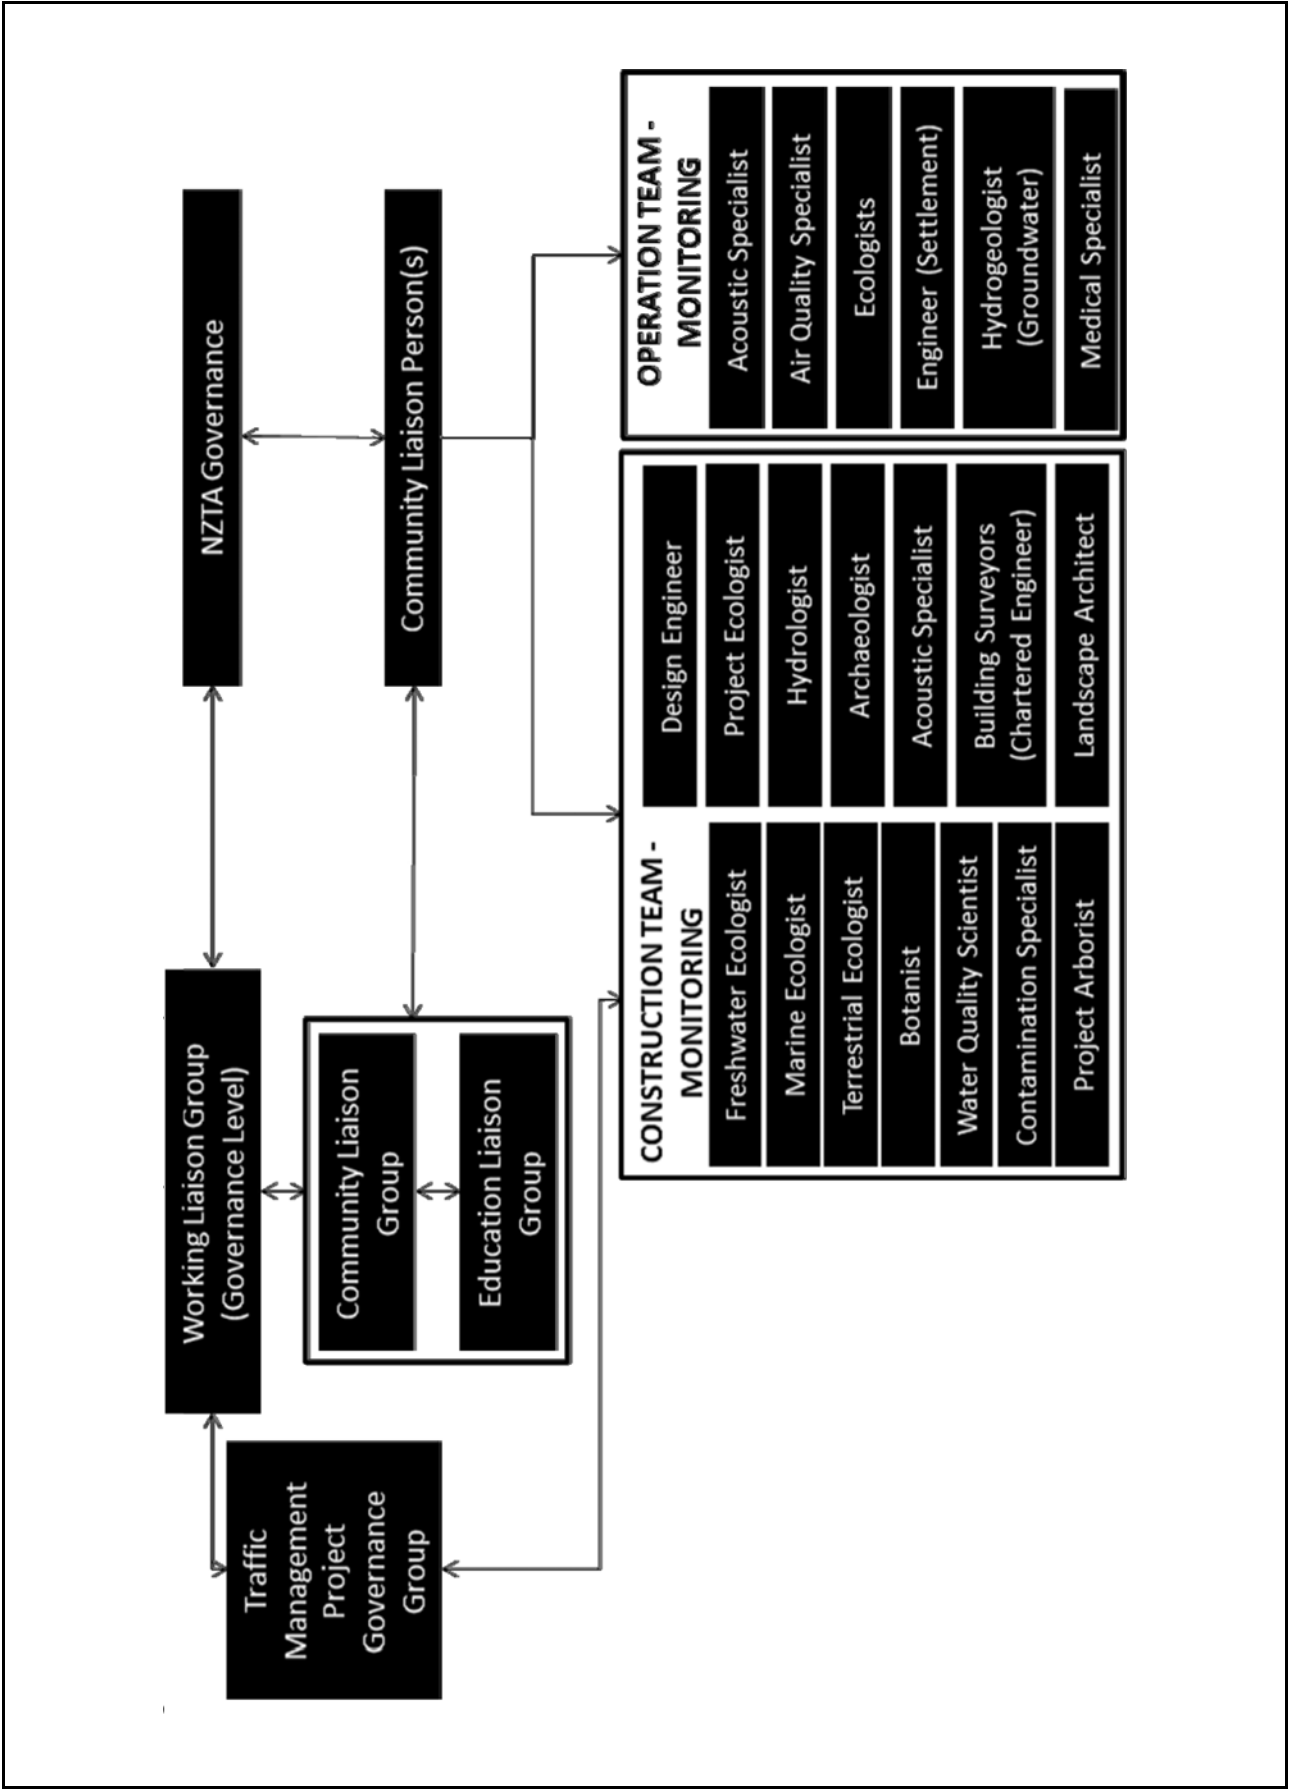 NZTA Governance
Community Liaison Person(s)
Working Liaison Group
(Governance Level)
Community Liaison
Group
Education Liaison
Group
Traffic
Management
Project
Governance
Group
CONSTRUCTION TEAM -
MONITORING
Freshwater Ecologist
Marine Ecologist
Terrestrial Ecologist
Botanist
Water Quality Scientist
Contamination Specialist
Project Arborist
Design Engineer
Project Ecologist
Hydrologist
Archaeologist
Acoustic Specialist
Building Surveyors
(Chartered Engineer)
Landscape Architect
OPERATION TEAM -
MONITORING
Acoustic Specialist
Air Quality Specialist
Ecologists
Engineer (Settlement)
Hydrogeologist
(Groundwater)
Medical Specialist